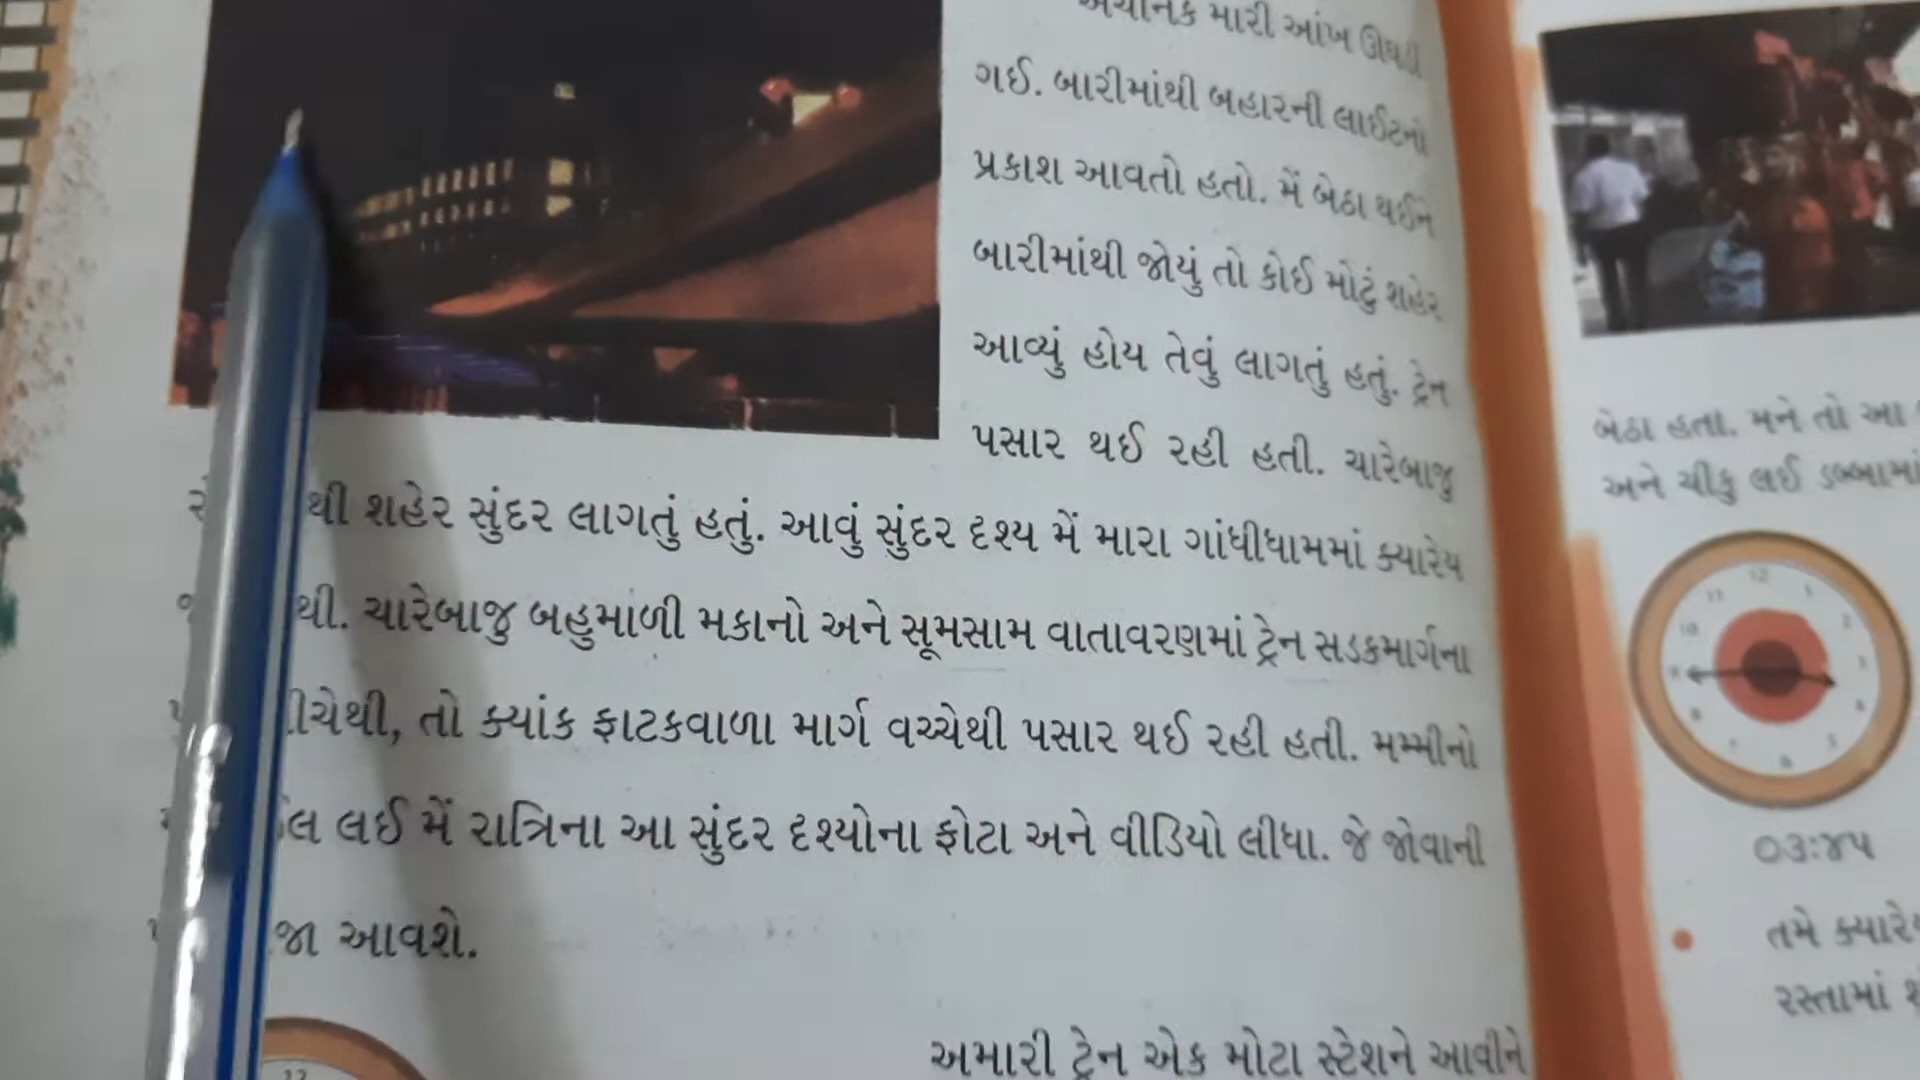 અચાનક મારી આંખ ઊઘડી
ગઈ. બારીમાંથી બહારની લાઈટનો
પ્રકાશ આવતો હતો. મેં બેઠા થઈને
બારીમાંથી જોયું તો કોઈ મોટું શહેર
આવ્યું હોય તેવું લાગતું હતું. ટ્રેન
પસાર થઈ રહી હતી. ચારેબાજુ
થી શહેર સુંદર લાગતું હતું. આવું સુંદર દૃશ્ય મેં મારા ગાંધીધામમાં ક્યારેય
થી. ચારેબાજુ બહુમાળી મકાનો અને સૂમસામ વાતાવરણમાં ટ્રેન સડકમાર્ગના
ીચેથી, તો ક્યાંક ફાટકવાળા માર્ગ વચ્ચેથી પસાર થઈ રહી હતી. મમ્મીનો
લ લઈ મેં રાત્રિના આ સુંદર દૃશ્યોના ફોટા અને વીડિયો લીધા. જે જોવાની
જા આવશે.
અમારી ટ્રેન એક મોટા સ્ટેશને આવીને
12
બેઠા હતા. મને તો આ
અને ચીકુ લઈ ડબ્બામાં
૦૩:૪૫
તમે ક્યારેય
રસ્તામાં